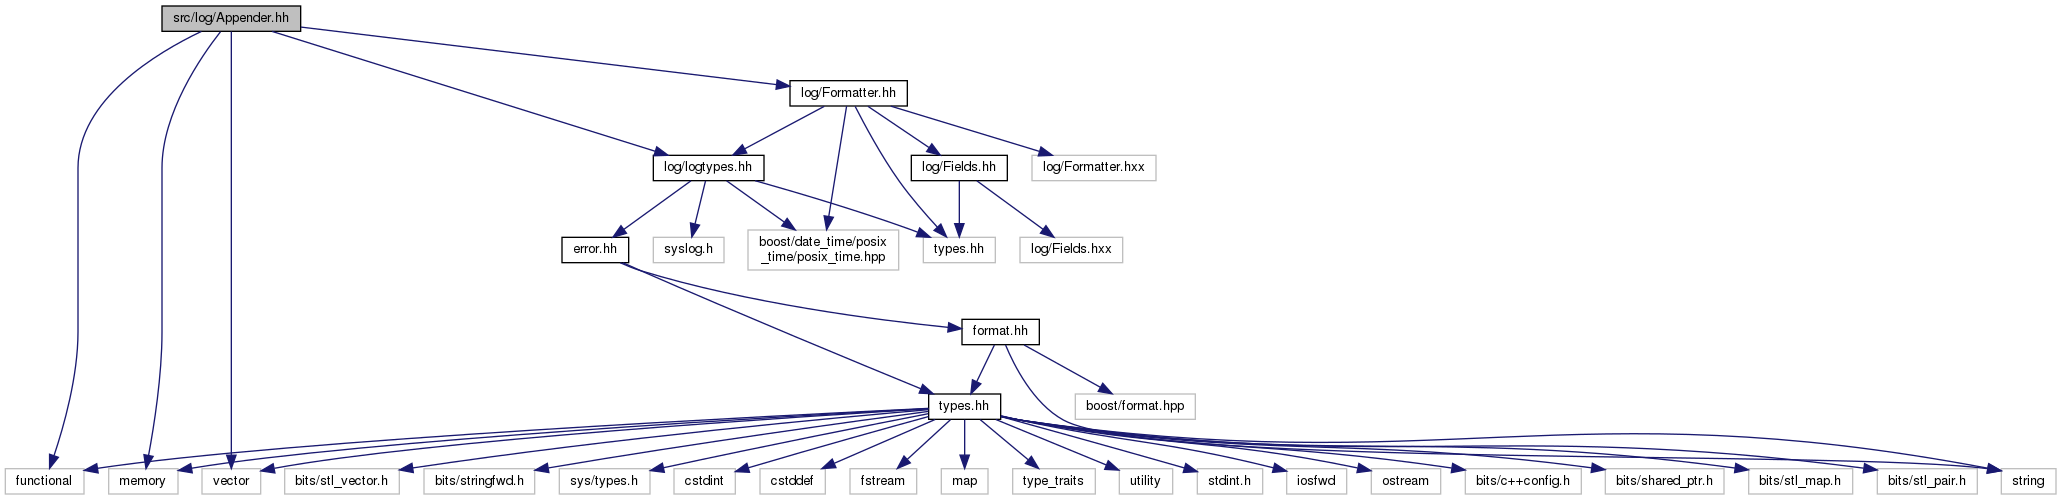 src/log/Appender.hh
log/Formatter.hh
log/logtypes.hh
log/Fields.hh
log/Formatter.hxx
error.hh
syslog.h
boost/date_time/posix
_time/posix_time.hpp
types.hh
log/Fields.hxx
format.hh
types.hh
boost/format.hpp
functional
memory
vector
bits/stl_vector.h
bits/stringfwd.h
sys/types.h
cstdint
cstddef
fstream
map
type_traits
utility
stdint.h
iosfwd
ostream
bits/c++config.h
bits/shared_ptr.h
bits/stl_map.h
bits/stl_pair.h
string